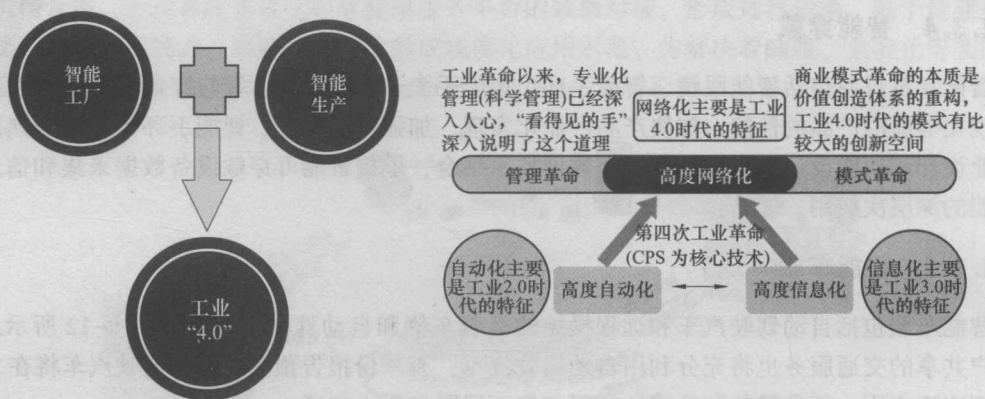 智能
工厂
智能
生产
工业
“4.0”
工业革命以来，专业化
管理(科学管理)已经深
入人心，“看得见的手”
深入说明了这个道理
网络化主要是工业
4.0时代的特征
商业模式革命的本质是
价值创造体系的重构，
工业4.0时代的模式有比
较大的创新空间
管理革命
高度网络化
模式革命
第四次工业革命
(CPS 为核心技术)
自动化主要
是工业2.0时
代的特征
高度自动化
高度信息化
信息化主要
是工业3.0时
代的特征